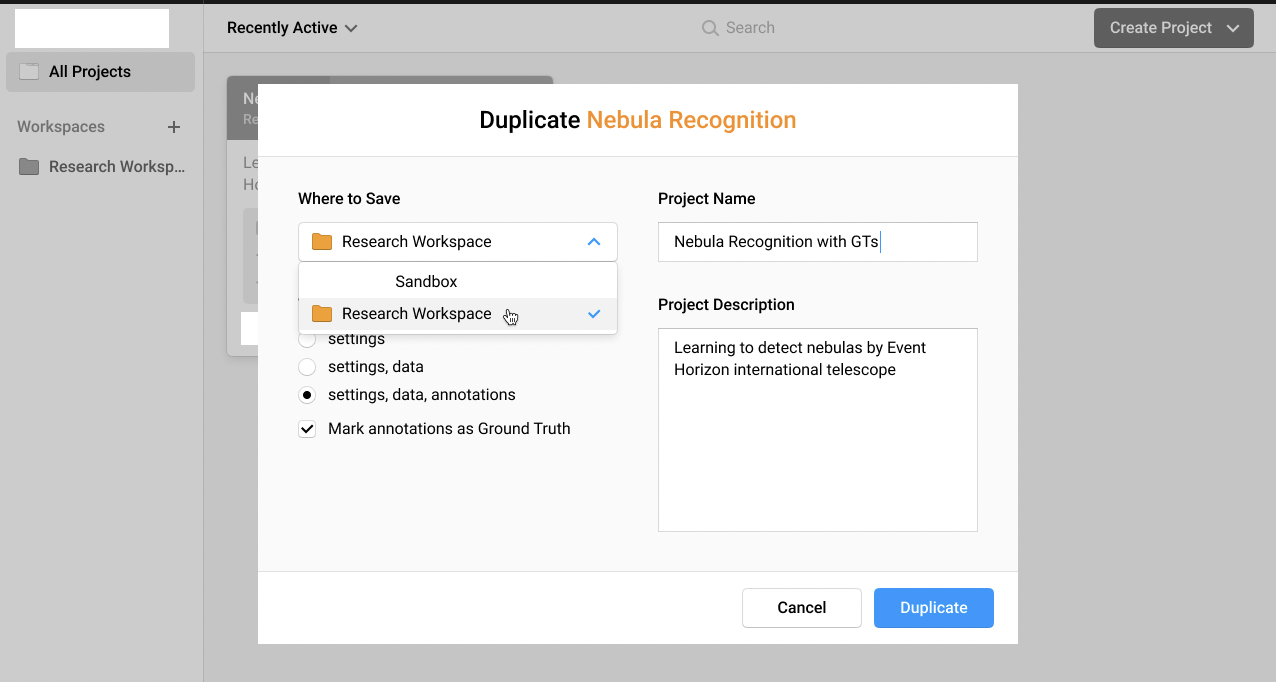 Recently Active
Search
Create Project
All Projects
Workspaces
Research Worksp...
Ne
Re
Le
Ho
Duplicate Nebula Recognition
Where to Save
Research Workspace
Sandbox
Research Workspace
settings
settings, data
settings, data, annotations
Mark annotations as Ground Truth
Project Name
Nebula Recognition with GTs
Project Description
Learning to detect nebulas by Event
Horizon international telescope
Cancel
Duplicate